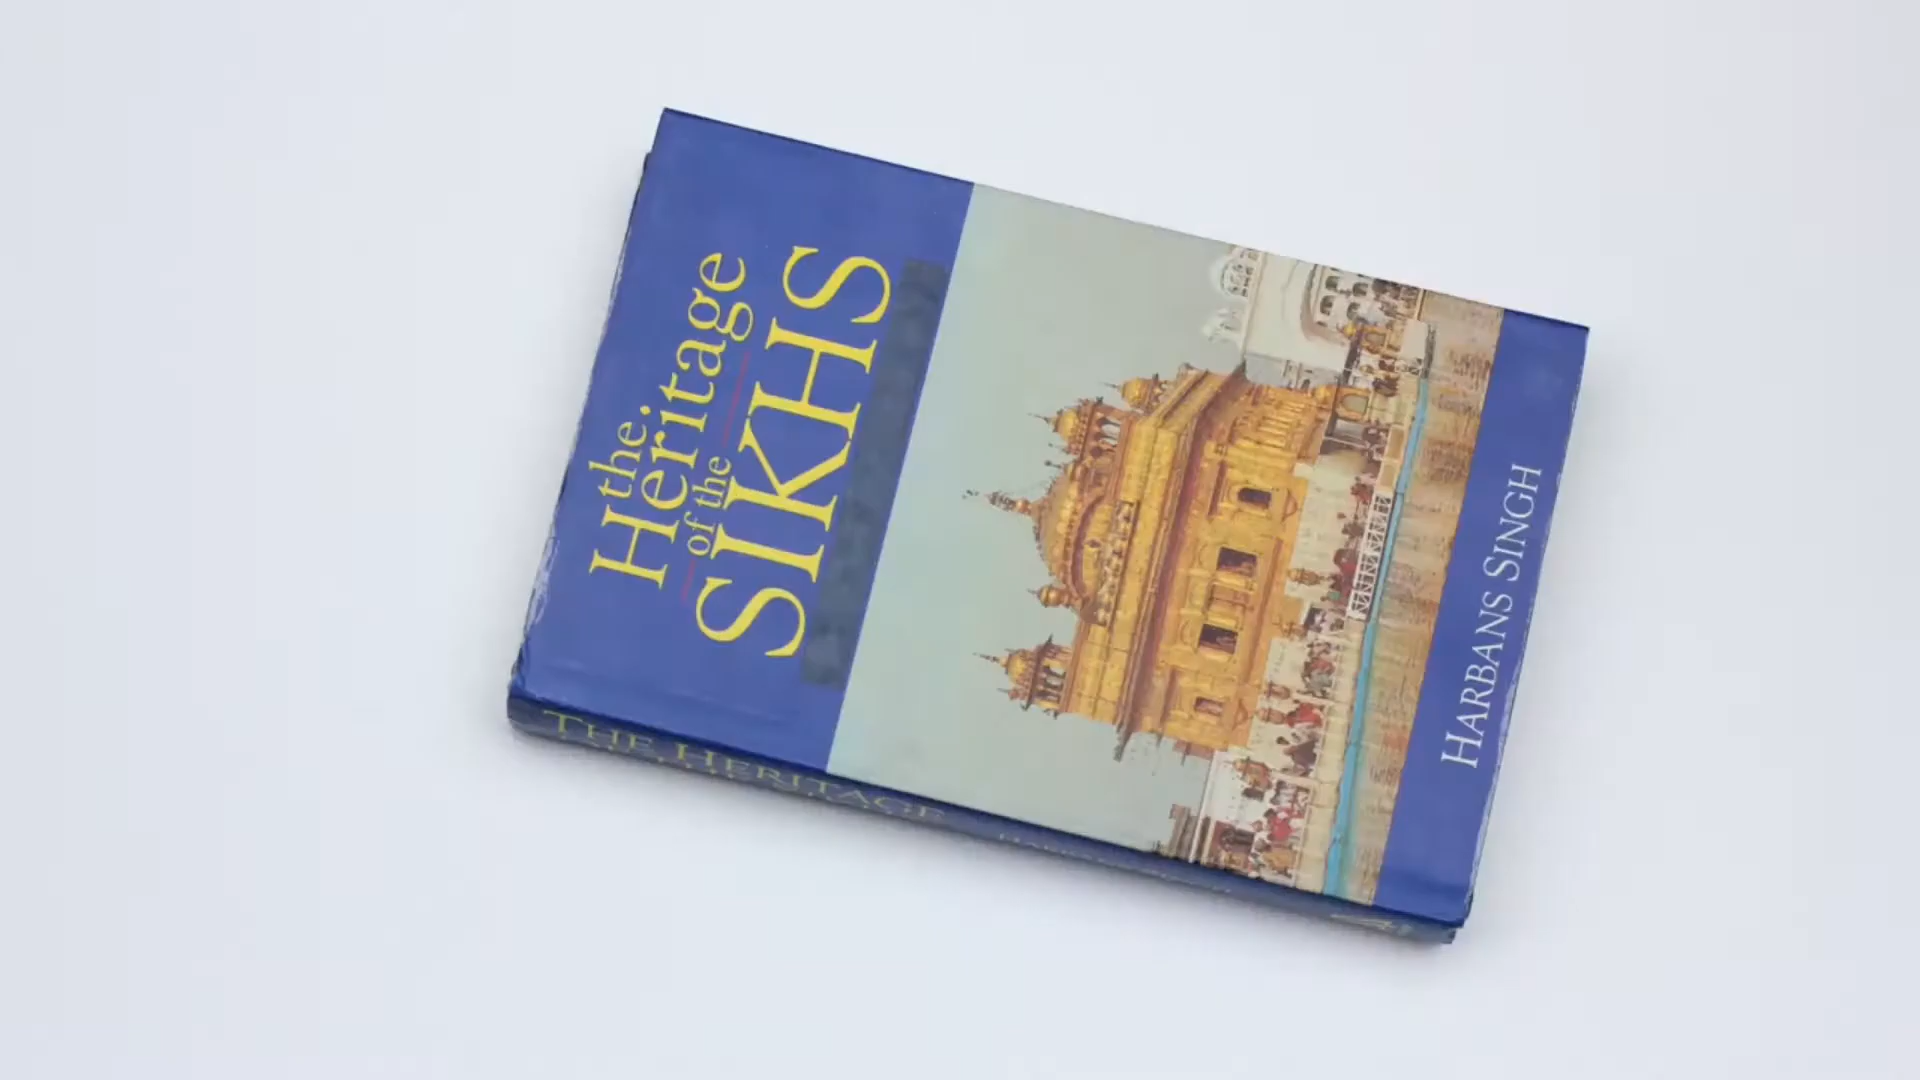 the
Heritage
of the
SIKHS
HARBANS SINGH
THE HERITAGE